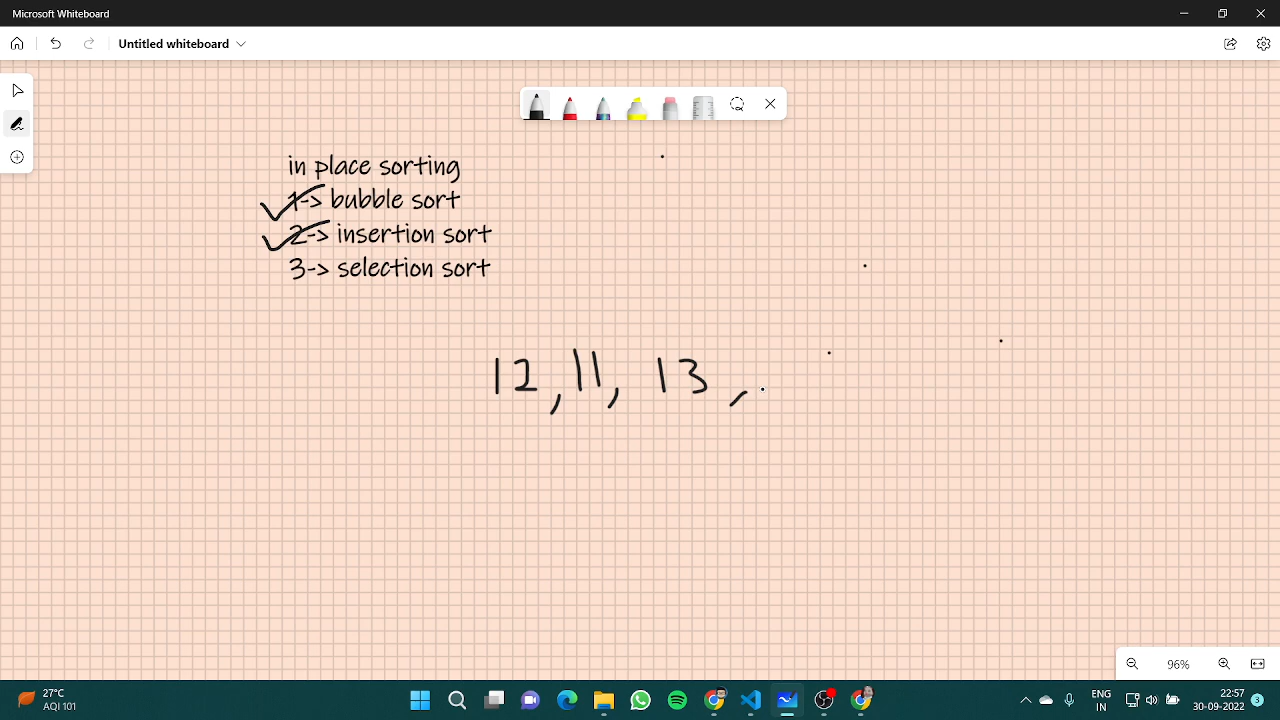 Microsoft Whiteboard
Untitled whiteboard
in place sorting
1-> bubble sort
2-> insertion sort
3-> selection sort
12, 11, 13,
96%
27°C
AQI 101
ENG
IN
22:57
30-09-2022
3